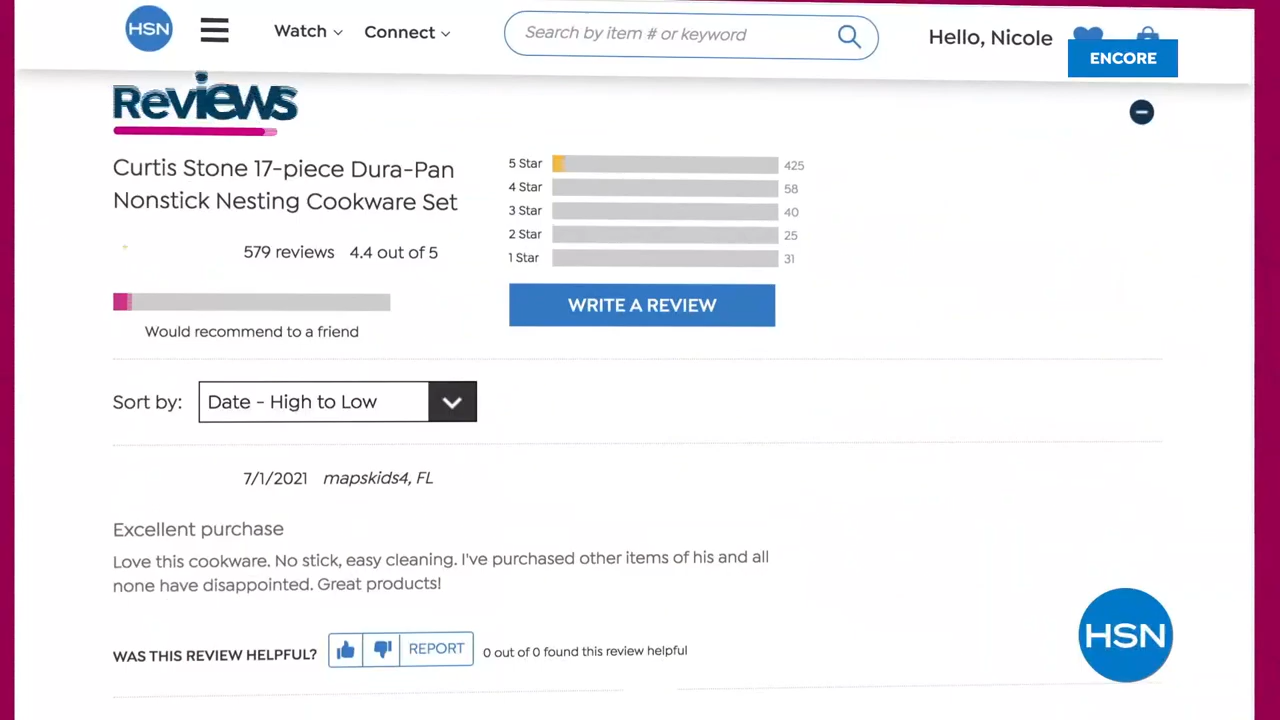 HSN
Watch
Connect
Search by item # or keyword
Hello, Nicole
ENCORE
Reviews
Curtis Stone 17-piece Dura-Pan
Nonstick Nesting Cookware Set
579 reviews 4.4 out of 5
Would recommend to a friend
5 Star 425
4 Star 58
3 Star 40
2 Star 25
1 Star 31
WRITE A REVIEW
Sort by: Date - High to Low
7/1/2021 mapskids4, FL
Excellent purchase
Love this cookware. No stick, easy cleaning. I've purchased other items of his and all
none have disappointed. Great products!
WAS THIS REVIEW HELPFUL? REPORT 0 out of 0 found this review helpful
HSN